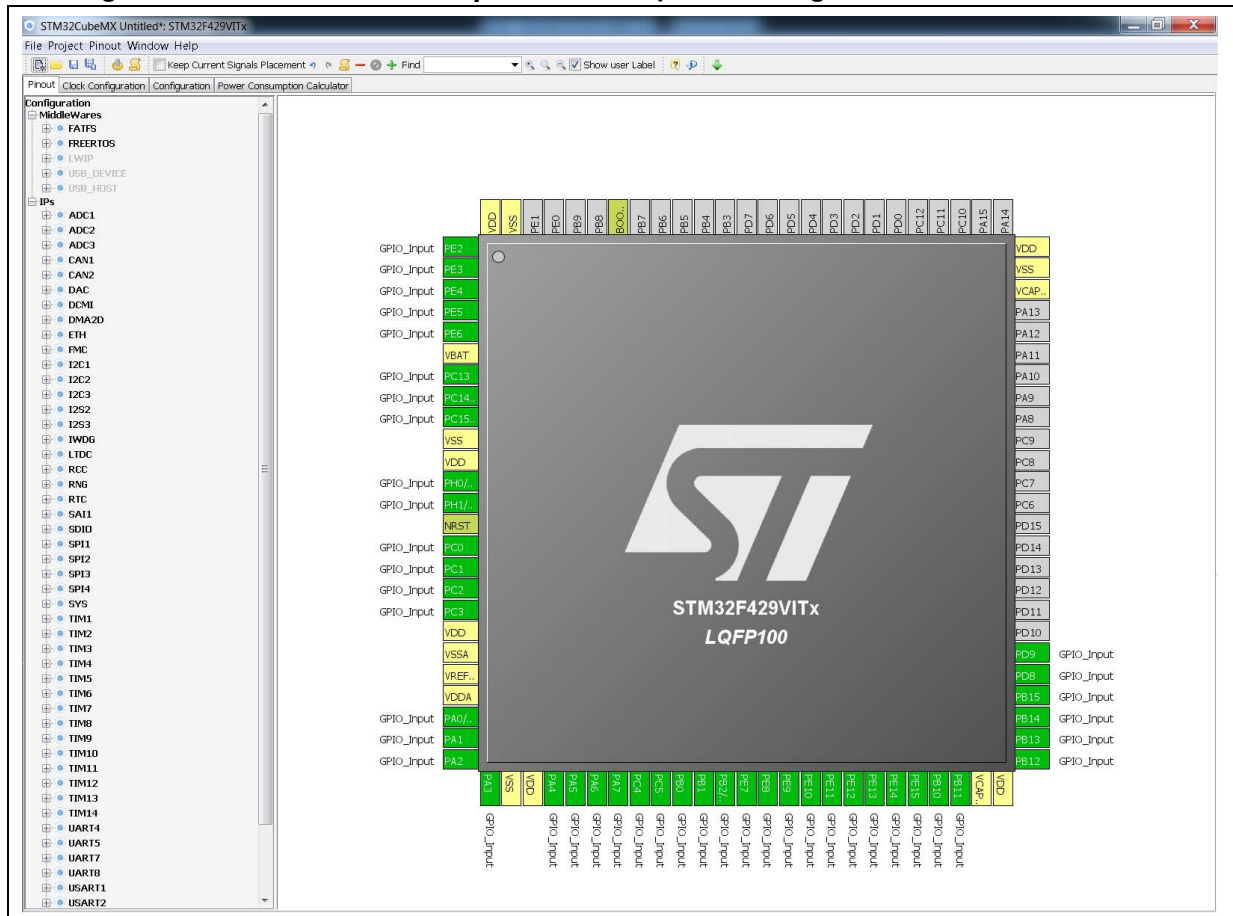 STM32CubeMX Untitled*: STM32F429VITx
File Project Pinout Window Help
Keep Current Signals Placement Find Show user Label
Pinout Clock Configuration Configuration Power Consumption Calculator
Configuration
MiddleWares
FATFS
FREERTOS
LWIP
USB_DEVICE
USB_HOST
IPs
ADC1
ADC2
ADC3
CAN1
CAN2
DAC
DCMI
DMA2D
ETH
FMC
I2C1
I2C2
I2C3
I2S2
I2S3
IWDG
LTDC
RCC
RNG
RTC
SAI1
SDIO
SPI1
SPI2
SPI3
SPI4
SYS
TIM1
TIM2
TIM3
TIM4
TIM5
TIM6
TIM7
TIM8
TIM9
TIM10
TIM11
TIM12
TIM13
TIM14
UART4
UART5
UART7
UART8
USART1
USART2
VDD VSS PE1 PE0 PB9 PB8 BOO.. PB7 PB6 PB5 PB4 PB3 PD7 PD6 PD5 PD4 PD3 PD2 PD1 PD0 PC12 PC11 PC10 PA15 PA14
GPIO_Input PE2
GPIO_Input PE3
GPIO_Input PE4
GPIO_Input PE5
GPIO_Input PE6
VBAT
GPIO_Input PC13
GPIO_Input PC14..
GPIO_Input PC15..
VSS
VDD
GPIO_Input PH0/..
GPIO_Input PH1/..
NRST
GPIO_Input PC0
GPIO_Input PC1
GPIO_Input PC2
GPIO_Input PC3
VDD
VSSA
VREF..
VDDA
GPIO_Input PA0/..
GPIO_Input PA1
GPIO_Input PA2
ST
STM32F429VITx
LQFP100
VDD
VSS
VCAP..
PA13
PA12
PA11
PA10
PA9
PA8
PC9
PC8
PC7
PC6
PD15
PD14
PD13
PD12
PD11
PD10
PD9 GPIO_Input
PD8 GPIO_Input
PB15 GPIO_Input
PB14 GPIO_Input
PB13 GPIO_Input
PB12 GPIO_Input
PA3 VSS VDD PA4 PA5 PA6 PA7 PC4 PC5 PB0 PB1 PB2/.. PE7 PE8 PE9 PE10 PE11 PE12 PE13 PE14 PE15 PB10 PB11 VCAP.. VDD
GPIO_Input GPIO_Input GPIO_Input GPIO_Input GPIO_Input GPIO_Input GPIO_Input GPIO_Input GPIO_Input GPIO_Input GPIO_Input GPIO_Input GPIO_Input GPIO_Input GPIO_Input GPIO_Input GPIO_Input GPIO_Input GPIO_Input GPIO_Input GPIO_Input